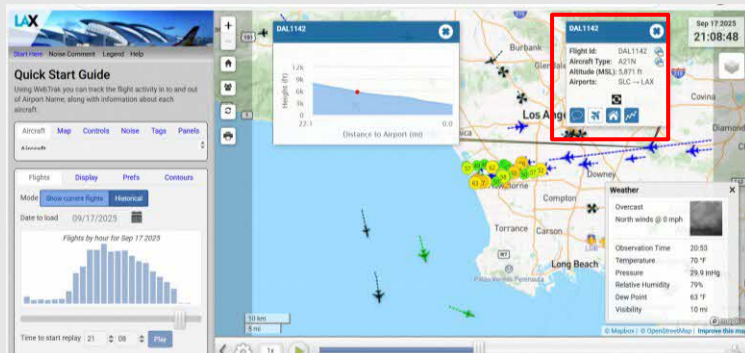 LAX
Start Here Noise Comment Legend Help
Quick Start Guide
Using WebTrak you can track the flight activity in to and out
of Airport Name, along with information about each
aircraft.
Aircraft Map Controls Noise Tags Panels
Aircraft
Flights Display Prefs Contours
Mode Show current flights Historical
Date to load 09/17/2025
Flights by hour for Sep 17 2025
Time to start replay 21 08 Play
+
DAL1142
Height (ft)
12k
9k
6k
3k
0
22.1 0.0
Distance to Airport (mi)
DAL1142
Flight Id: DAL1142
Aircraft Type: A21N
Altitude (MSL): 5,871 ft
Airports: SLC → LAX
Sep 17 2025
21:08:48
Burbank
Glendale
Los Ange
Covina
Diamond
Downey
Compton
Torrance Carson
Long Beach
Palos Verdes Peninsula
10 km
5 mi
Weather
Overcast
North winds @ 0 mph
Observation Time 20:53
Temperature 70 °F
Pressure 29.9 inHg
Relative Humidity 79%
Dew Point 63 °F
Visibility 10 mi
© Mapbox | © OpenStreetMap | Improve this map
1x